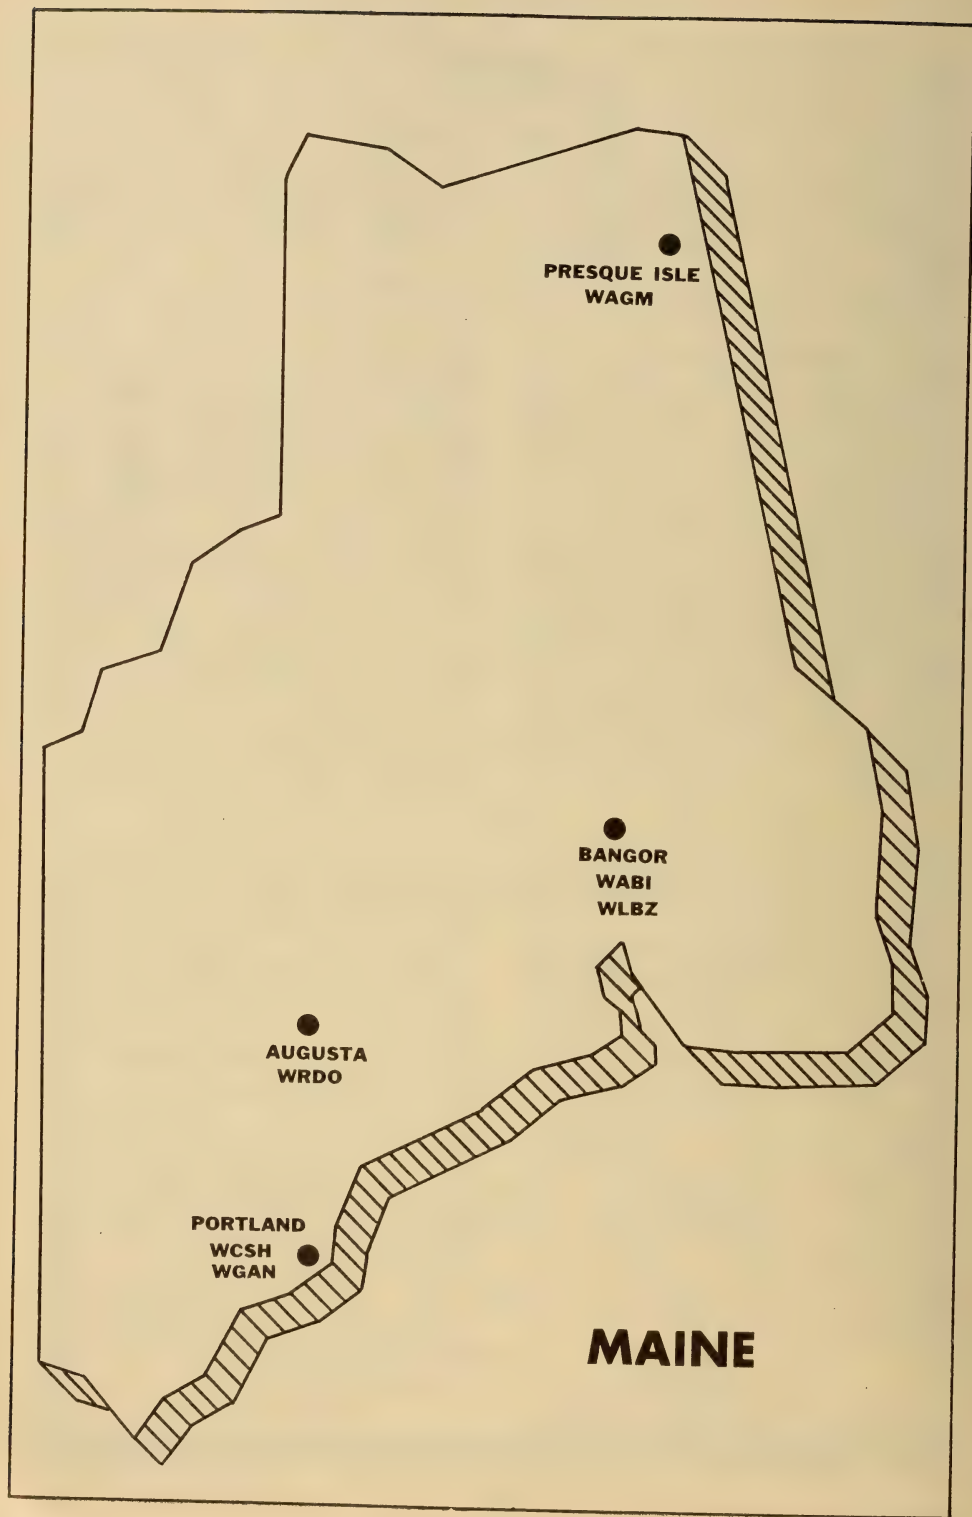 PRESQUE ISLE
WAGM
BANGOR
WABI
WLBZ
AUGUSTA
WRDO
PORTLAND
WCSH
WGAN
MAINE